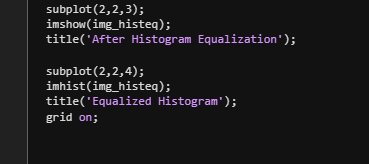 subplot(2,2,3);
imshow(img_histeq);
title('After Histogram Equalization');
subplot(2,2,4);
imhist(img_histeq);
title('Equalized Histogram');
grid on;